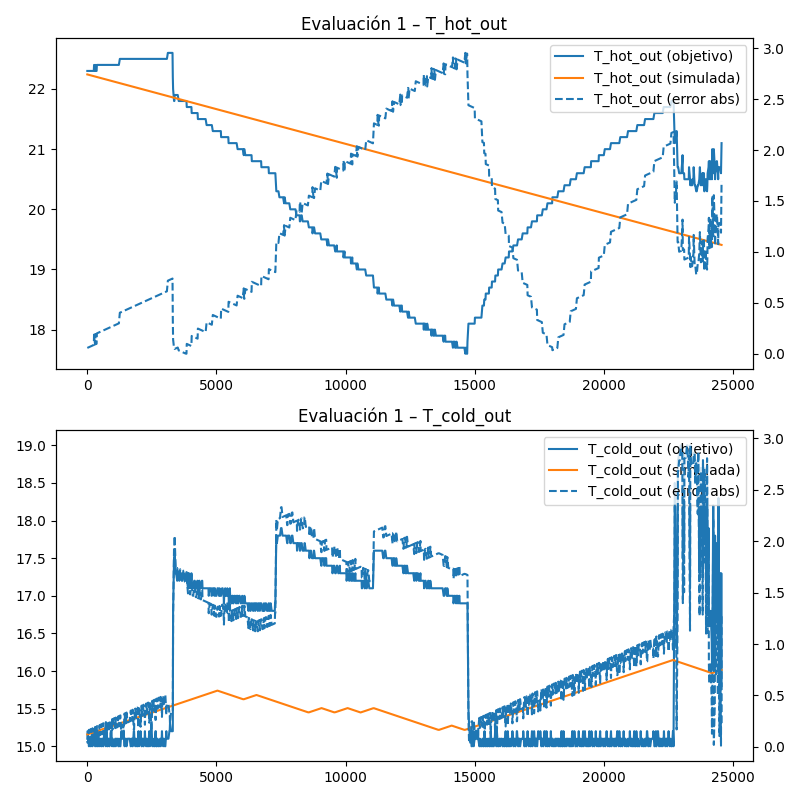 Evaluación 1 – T_hot_out
T_hot_out (objetivo)
T_hot_out (simulada)
T_hot_out (error abs)
22
21
20
19
18
3.0
2.5
2.0
1.5
1.0
0.5
0.0
0 5000 10000 15000 20000 25000
Evaluación 1 – T_cold_out
T_cold_out (objetivo)
T_cold_out (simulada)
T_cold_out (error abs)
19.0
18.5
18.0
17.5
17.0
16.5
16.0
15.5
15.0
3.0
2.5
2.0
1.5
1.0
0.5
0.0
0 5000 10000 15000 20000 25000